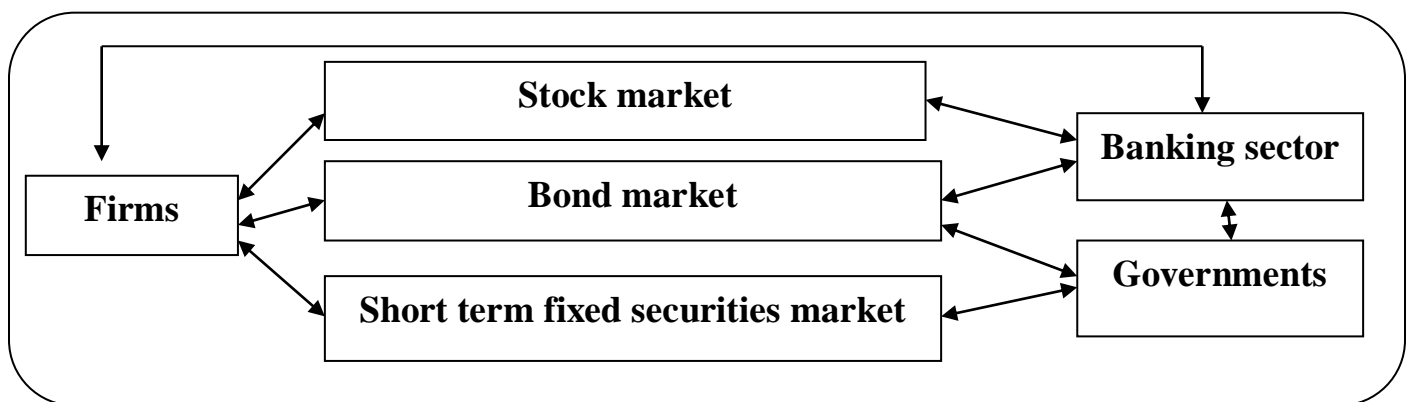 Stock market
Banking sector
Firms
Bond market
Governments
Short term fixed securities market